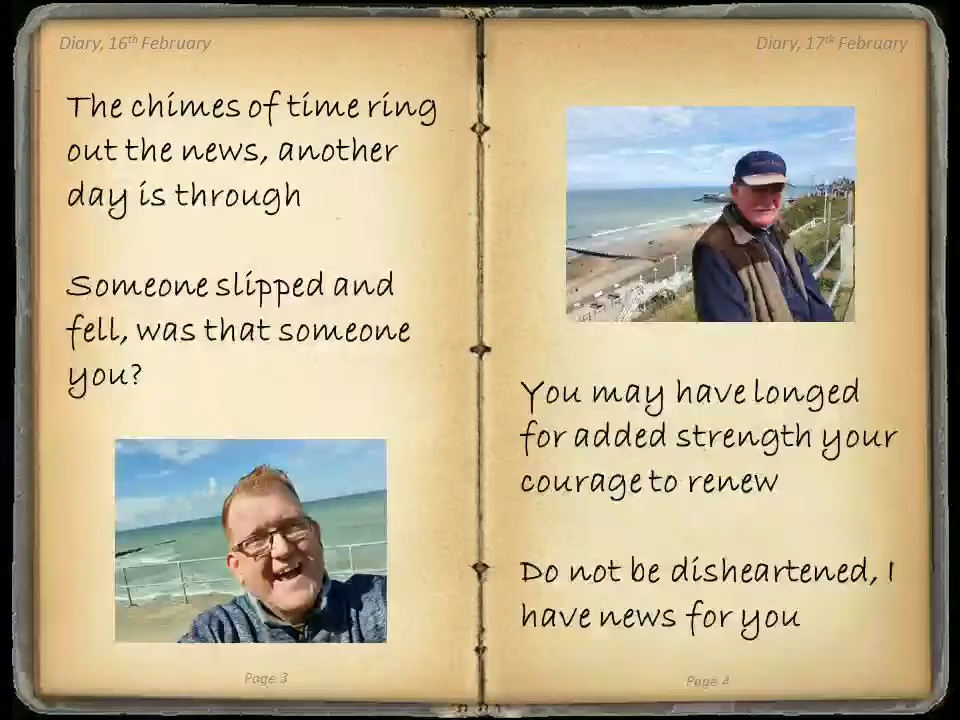 Diary, 16th February
The chimes of time ring
out the news, another
day is through
Someone slipped and
fell, was that someone
you?
Page 3
Diary, 17th February
You may have longed
for added strength your
courage to renew
Do not be disheartened, I
have news for you
Page 4